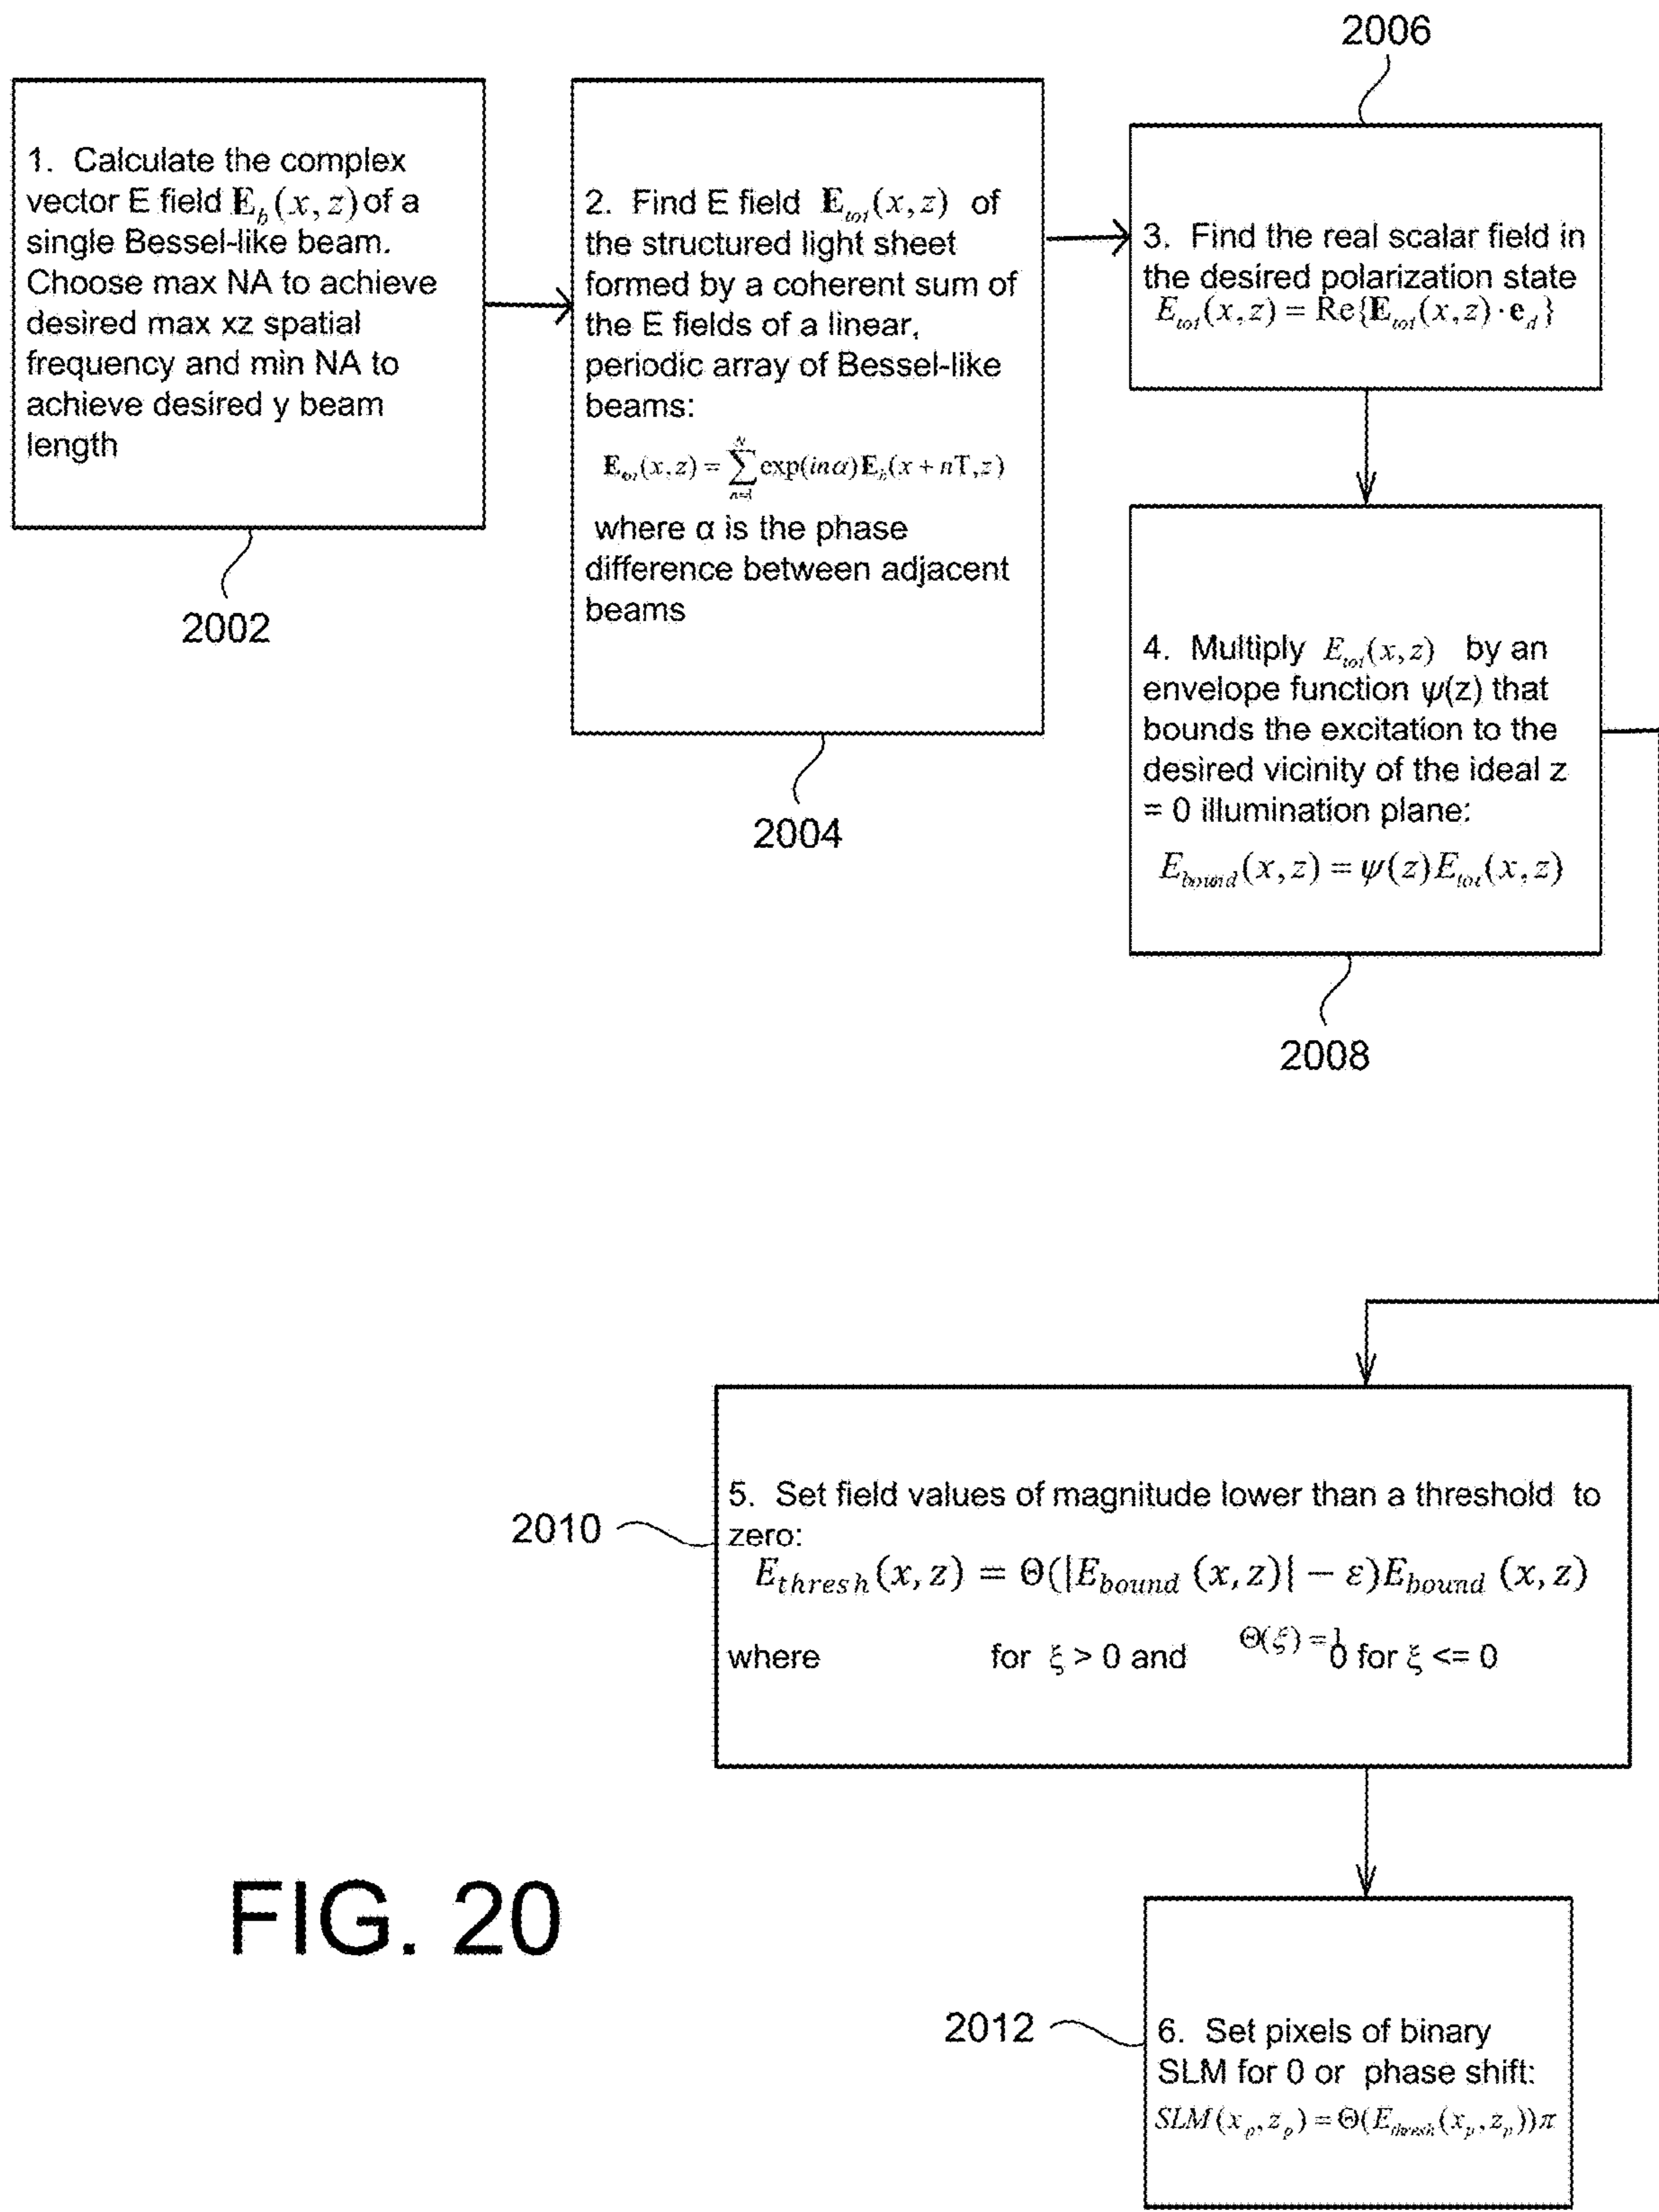 2006
1. Calculate the complex
vector E field E_b(x, z) of a
single Bessel-like beam.
Choose max NA to achieve
desired max xz spatial
frequency and min NA to
achieve desired y beam
length
2002
2. Find E field E_tot(x, z) of
the structured light sheet
formed by a coherent sum of
the E fields of a linear,
periodic array of Bessel-like
beams:
E_tot(x,z) = ∑_{n=1}^{N} exp(inα)E_b(x + nT,z)
where α is the phase
difference between adjacent
beams
2004
3. Find the real scalar field in
the desired polarization state
E_tot(x,z) = Re{E_tot(x,z)·e_d}
4. Multiply E_tot(x,z) by an
envelope function ψ(z) that
bounds the excitation to the
desired vicinity of the ideal z
= 0 illumination plane:
E_bound(x,z) = ψ(z)E_tot(x,z)
2008
2010
5. Set field values of magnitude lower than a threshold to
zero:
E_thresh(x,z) = Θ(|E_bound (x,z)| − ε)E_bound (x,z)
where for ξ > 0 and Θ(ξ) = 1 0 for ξ <= 0
FIG. 20
2012
6. Set pixels of binary
SLM for 0 or phase shift:
SLM(x_p,z_p) = Θ(E_thresh(x_p,z_p))π